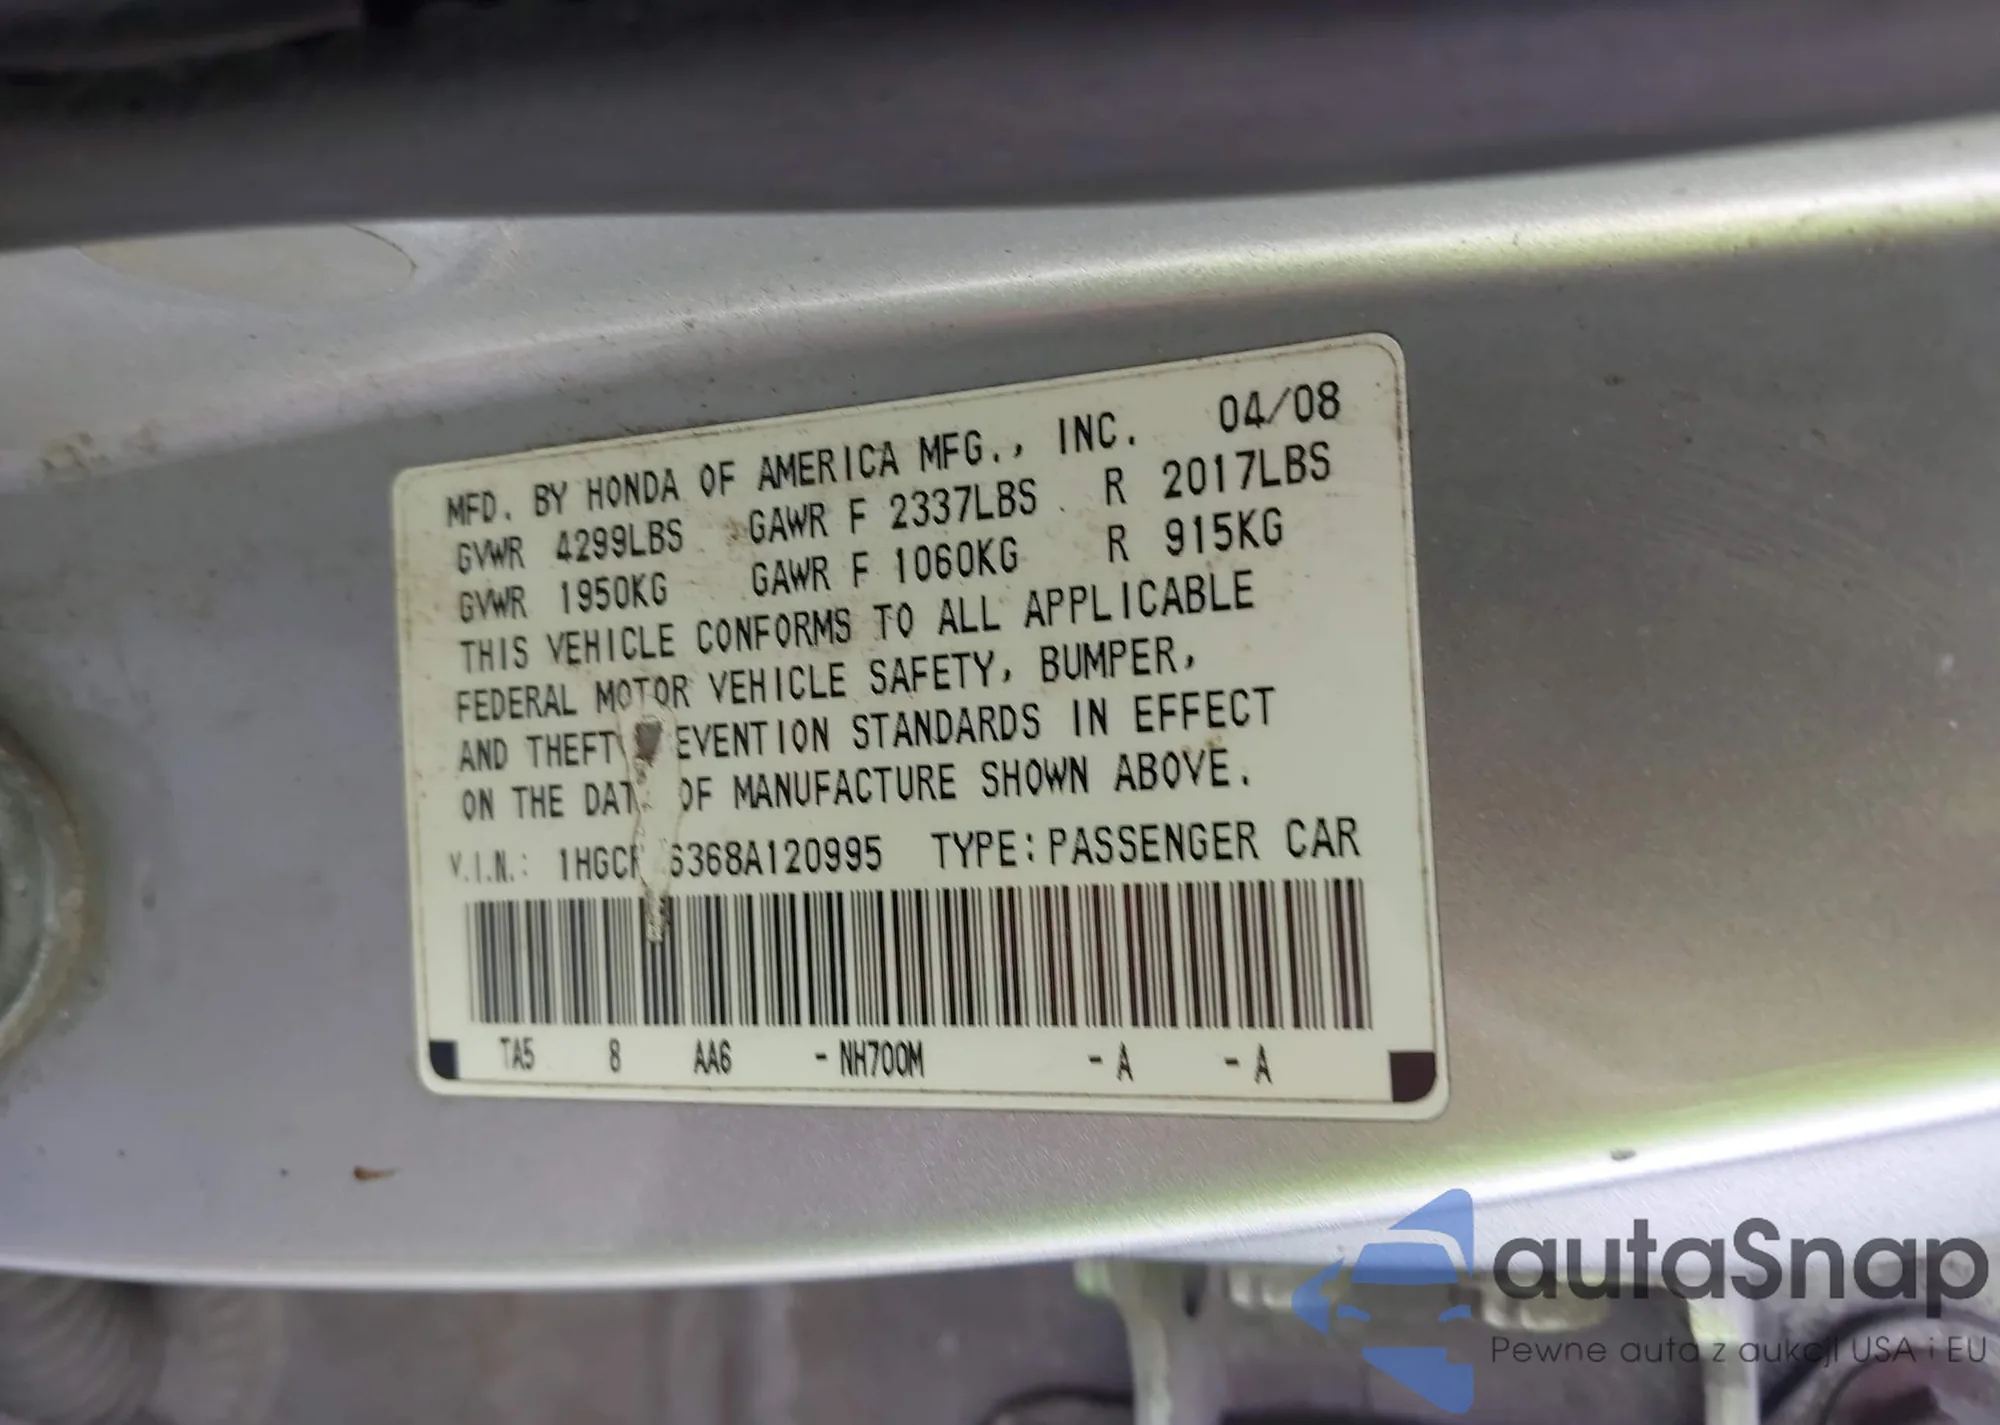 MFD. BY HONDA OF AMERICA MFG., INC. 04/08
GVWR 4299LBS GAWR F 2337LBS R 2017LBS
GVWR 1950KG GAWR F 1060KG R 915KG
THIS VEHICLE CONFORMS TO ALL APPLICABLE
FEDERAL MOTOR VEHICLE SAFETY, BUMPER,
AND THEFT EVENTION STANDARDS IN EFFECT
ON THE DAT OF MANUFACTURE SHOWN ABOVE.
V.I.N.: 1HGC 6368A120995 TYPE: PASSENGER CAR
TA5 8 AA6 - NH700M - A - A
autaSnap
Pewne auta z aukcji USA i EU